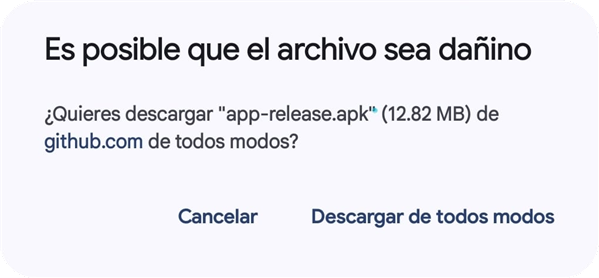 Es posible que el archivo sea dañino
¿Quieres descargar "app-release.apk" (12.82 MB) de
github.com de todos modos?
Cancelar Descargar de todos modos